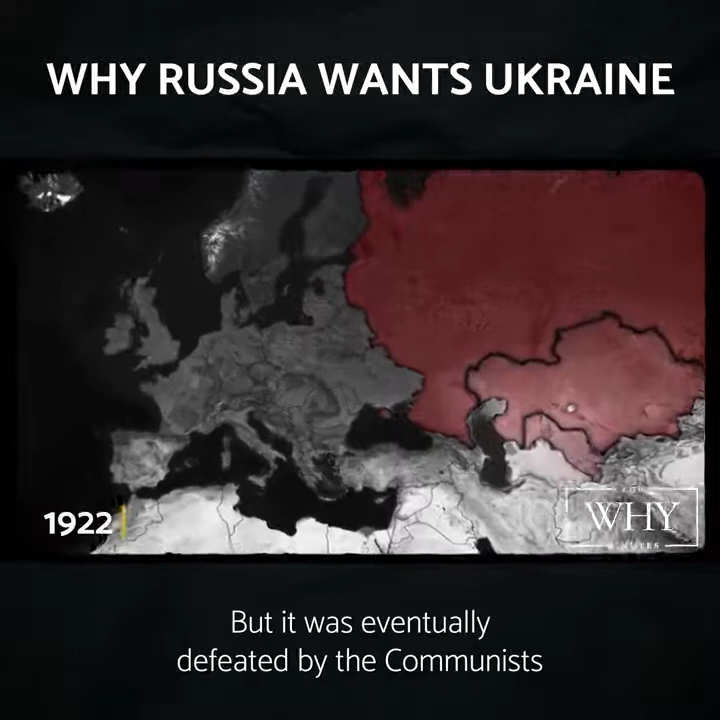 WHY RUSSIA WANTS UKRAINE
1922
WHY
But it was eventually
defeated by the Communists